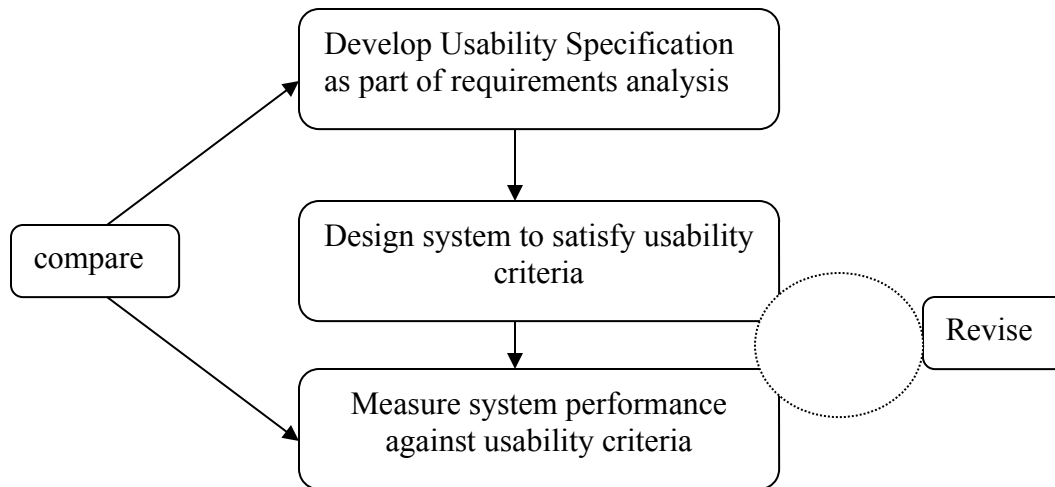 Develop Usability Specification
as part of requirements analysis
Design system to satisfy usability
criteria
compare
Revise
Measure system performance
against usability criteria